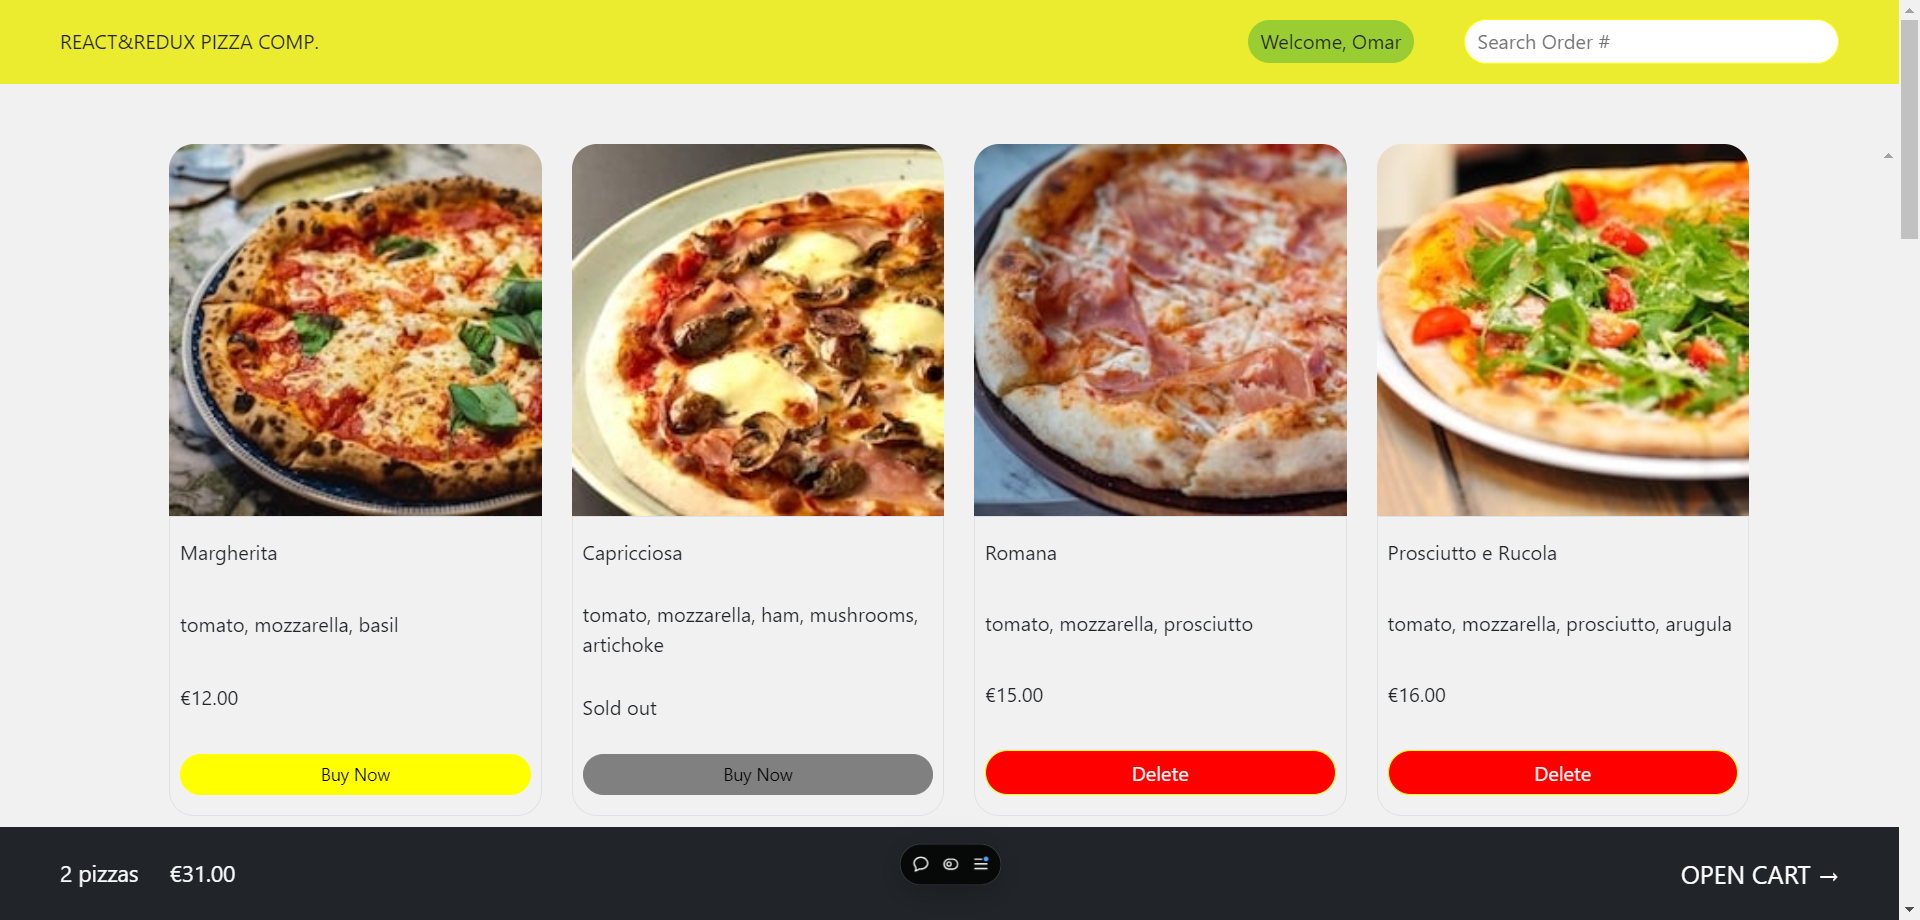 REACT&REDUX PIZZA COMP.
Welcome, Omar
Search Order #
Margherita
tomato, mozzarella, basil
€12.00
Buy Now
Capricciosa
tomato, mozzarella, ham, mushrooms,
artichoke
Sold out
Buy Now
Romana
tomato, mozzarella, prosciutto
€15.00
Delete
Prosciutto e Rucola
tomato, mozzarella, prosciutto, arugula
€16.00
Delete
2 pizzas €31.00
OPEN CART →